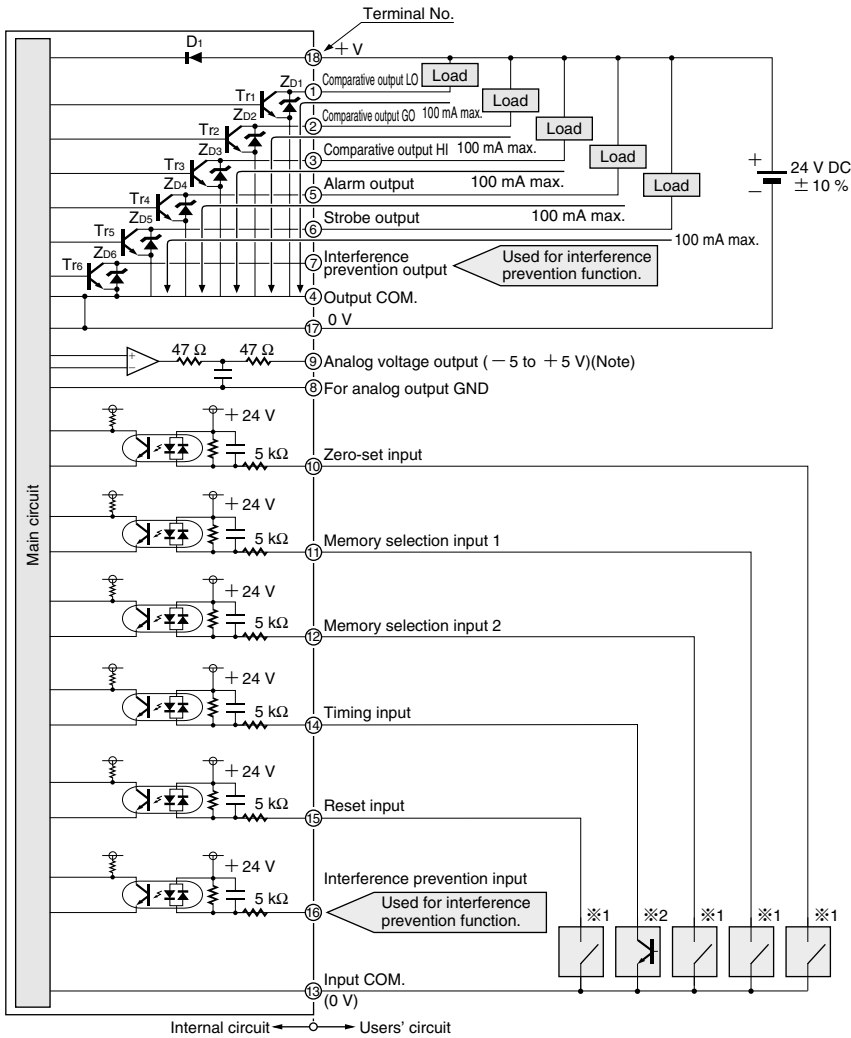 Terminal No.
D1
18 + V
ZD1
1 Comparative output LO
Load
Tr1
ZD2
2 Comparative output GO
100 mA max.
Load
Tr2
ZD3
3 Comparative output HI
100 mA max.
Load
Tr3
ZD4
5 Alarm output
100 mA max.
Load
Tr4
ZD5
6 Strobe output
100 mA max.
Load
Tr5
ZD6
7 Interference
prevention output
100 mA max.
Used for interference
prevention function.
Tr6
4 Output COM.
17 0 V
+
−
24 V DC
± 10 %
47 Ω
47 Ω
9 Analog voltage output (−5 to +5 V)(Note)
8 For analog output GND
Main circuit
+ 24 V
5 kΩ
10 Zero-set input
+ 24 V
5 kΩ
11 Memory selection input 1
+ 24 V
5 kΩ
12 Memory selection input 2
+ 24 V
5 kΩ
14 Timing input
+ 24 V
5 kΩ
15 Reset input
+ 24 V
5 kΩ
Interference prevention input
16
Used for interference
prevention function.
※1
※2
※1
※1
※1
13 Input COM.
(0 V)
Internal circuit
Users' circuit